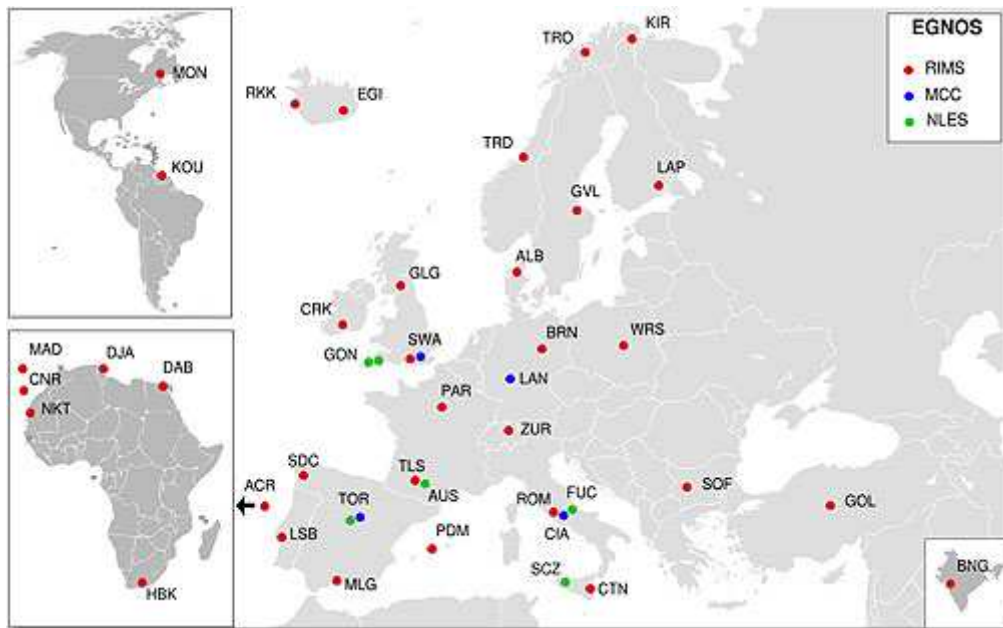 EGNOS
RIMS
MCC
NLES
MON
KOU
MAD
DJA
CNR
DAB
NKT
HBK
KIR
TRO
RKK
EGI
TRD
LAP
GVL
ALB
GLG
CRK
SWA
BRN
WRS
GON
LAN
PAR
ZUR
SDC
TLS
ACR
AUS
TOR
ROM
FUC
SOF
GOL
LSB
PDM
CIA
SCZ
MLG
CTN
BNG